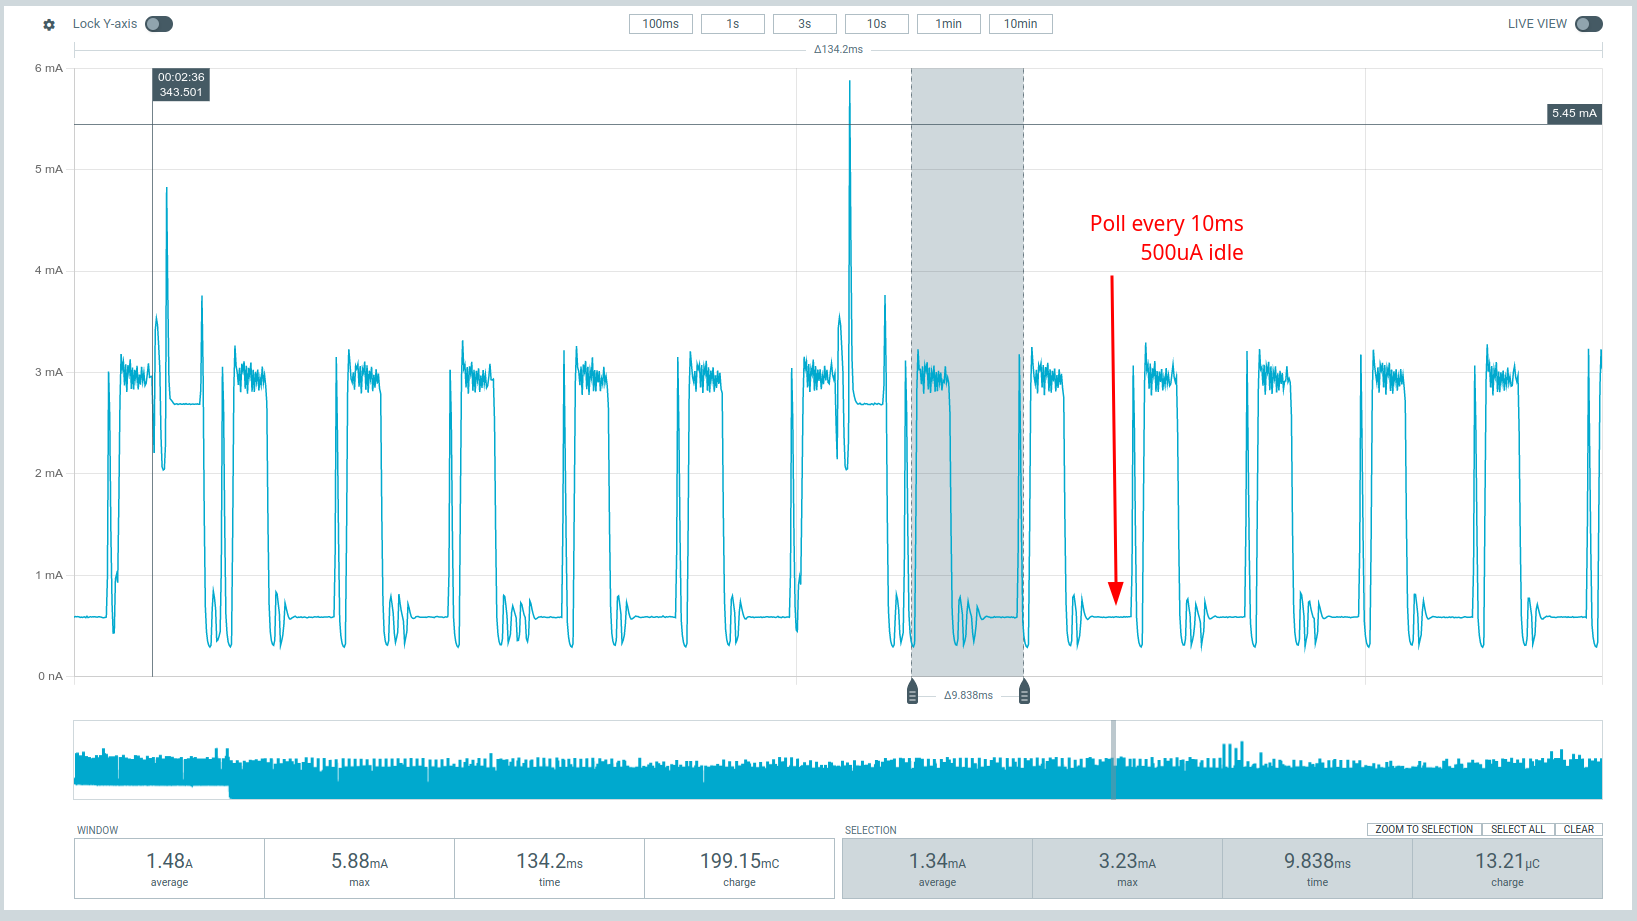 Lock Y-axis
100ms 1s 3s 10s 1min 10min
LIVE VIEW
Δ134.2ms
6 mA
00:02:36
343.501
5.45 mA
5 mA
Poll every 10ms
500uA idle
4 mA
3 mA
2 mA
1 mA
0 nA
Δ9.838ms
WINDOW
1.48A
average
5.88mA
max
134.2ms
time
199.15mC
charge
SELECTION
ZOOM TO SELECTION SELECT ALL CLEAR
1.34mA
average
3.23mA
max
9.838ms
time
13.21μC
charge